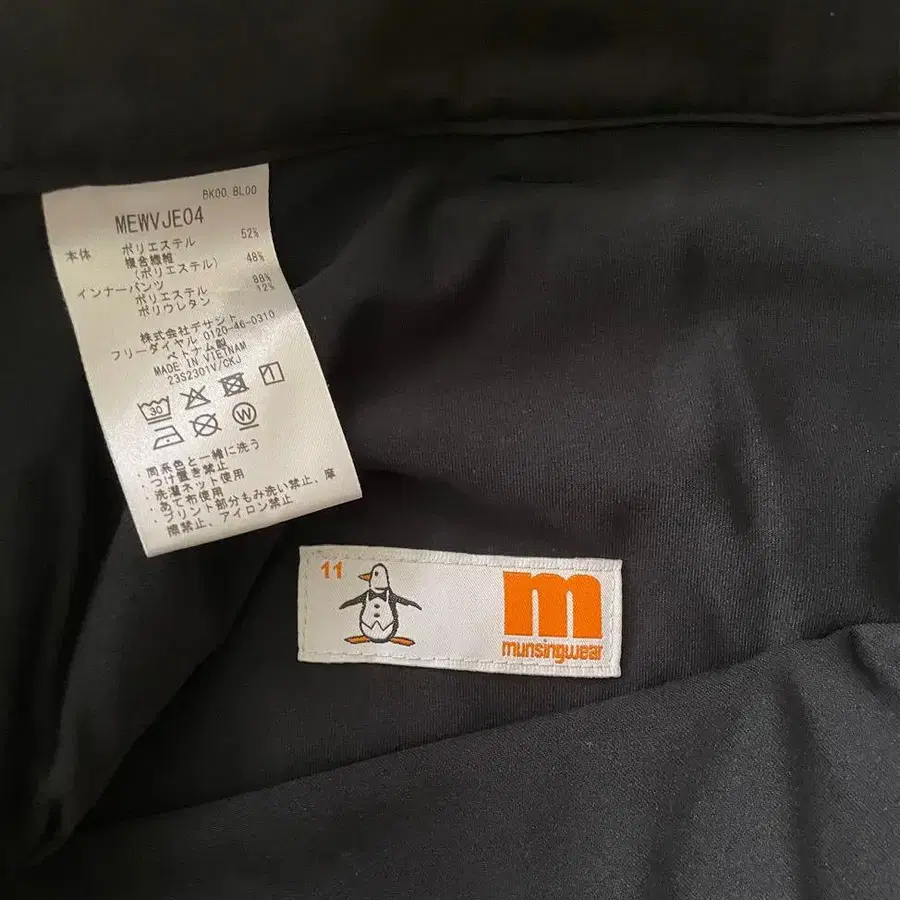 BK00, BL00
MEWVJE04
本体 ポリエステル 52%
複合繊維
(ポリエステル) 48%
インナーパンツ
ポリエステル 88%
ポリウレタン 12%
株式会社デサント
フリーダイヤル 0120-46-0310
ベトナム製
MADE IN VIETNAM
23S2301V/CKJ
30
W
・同系色と一緒に洗う
・つけ置き禁止
・洗濯ネット使用
・あて布使用
・プリント部分もみ洗い禁止、摩
擦禁止、アイロン禁止
11
m
munsingwear